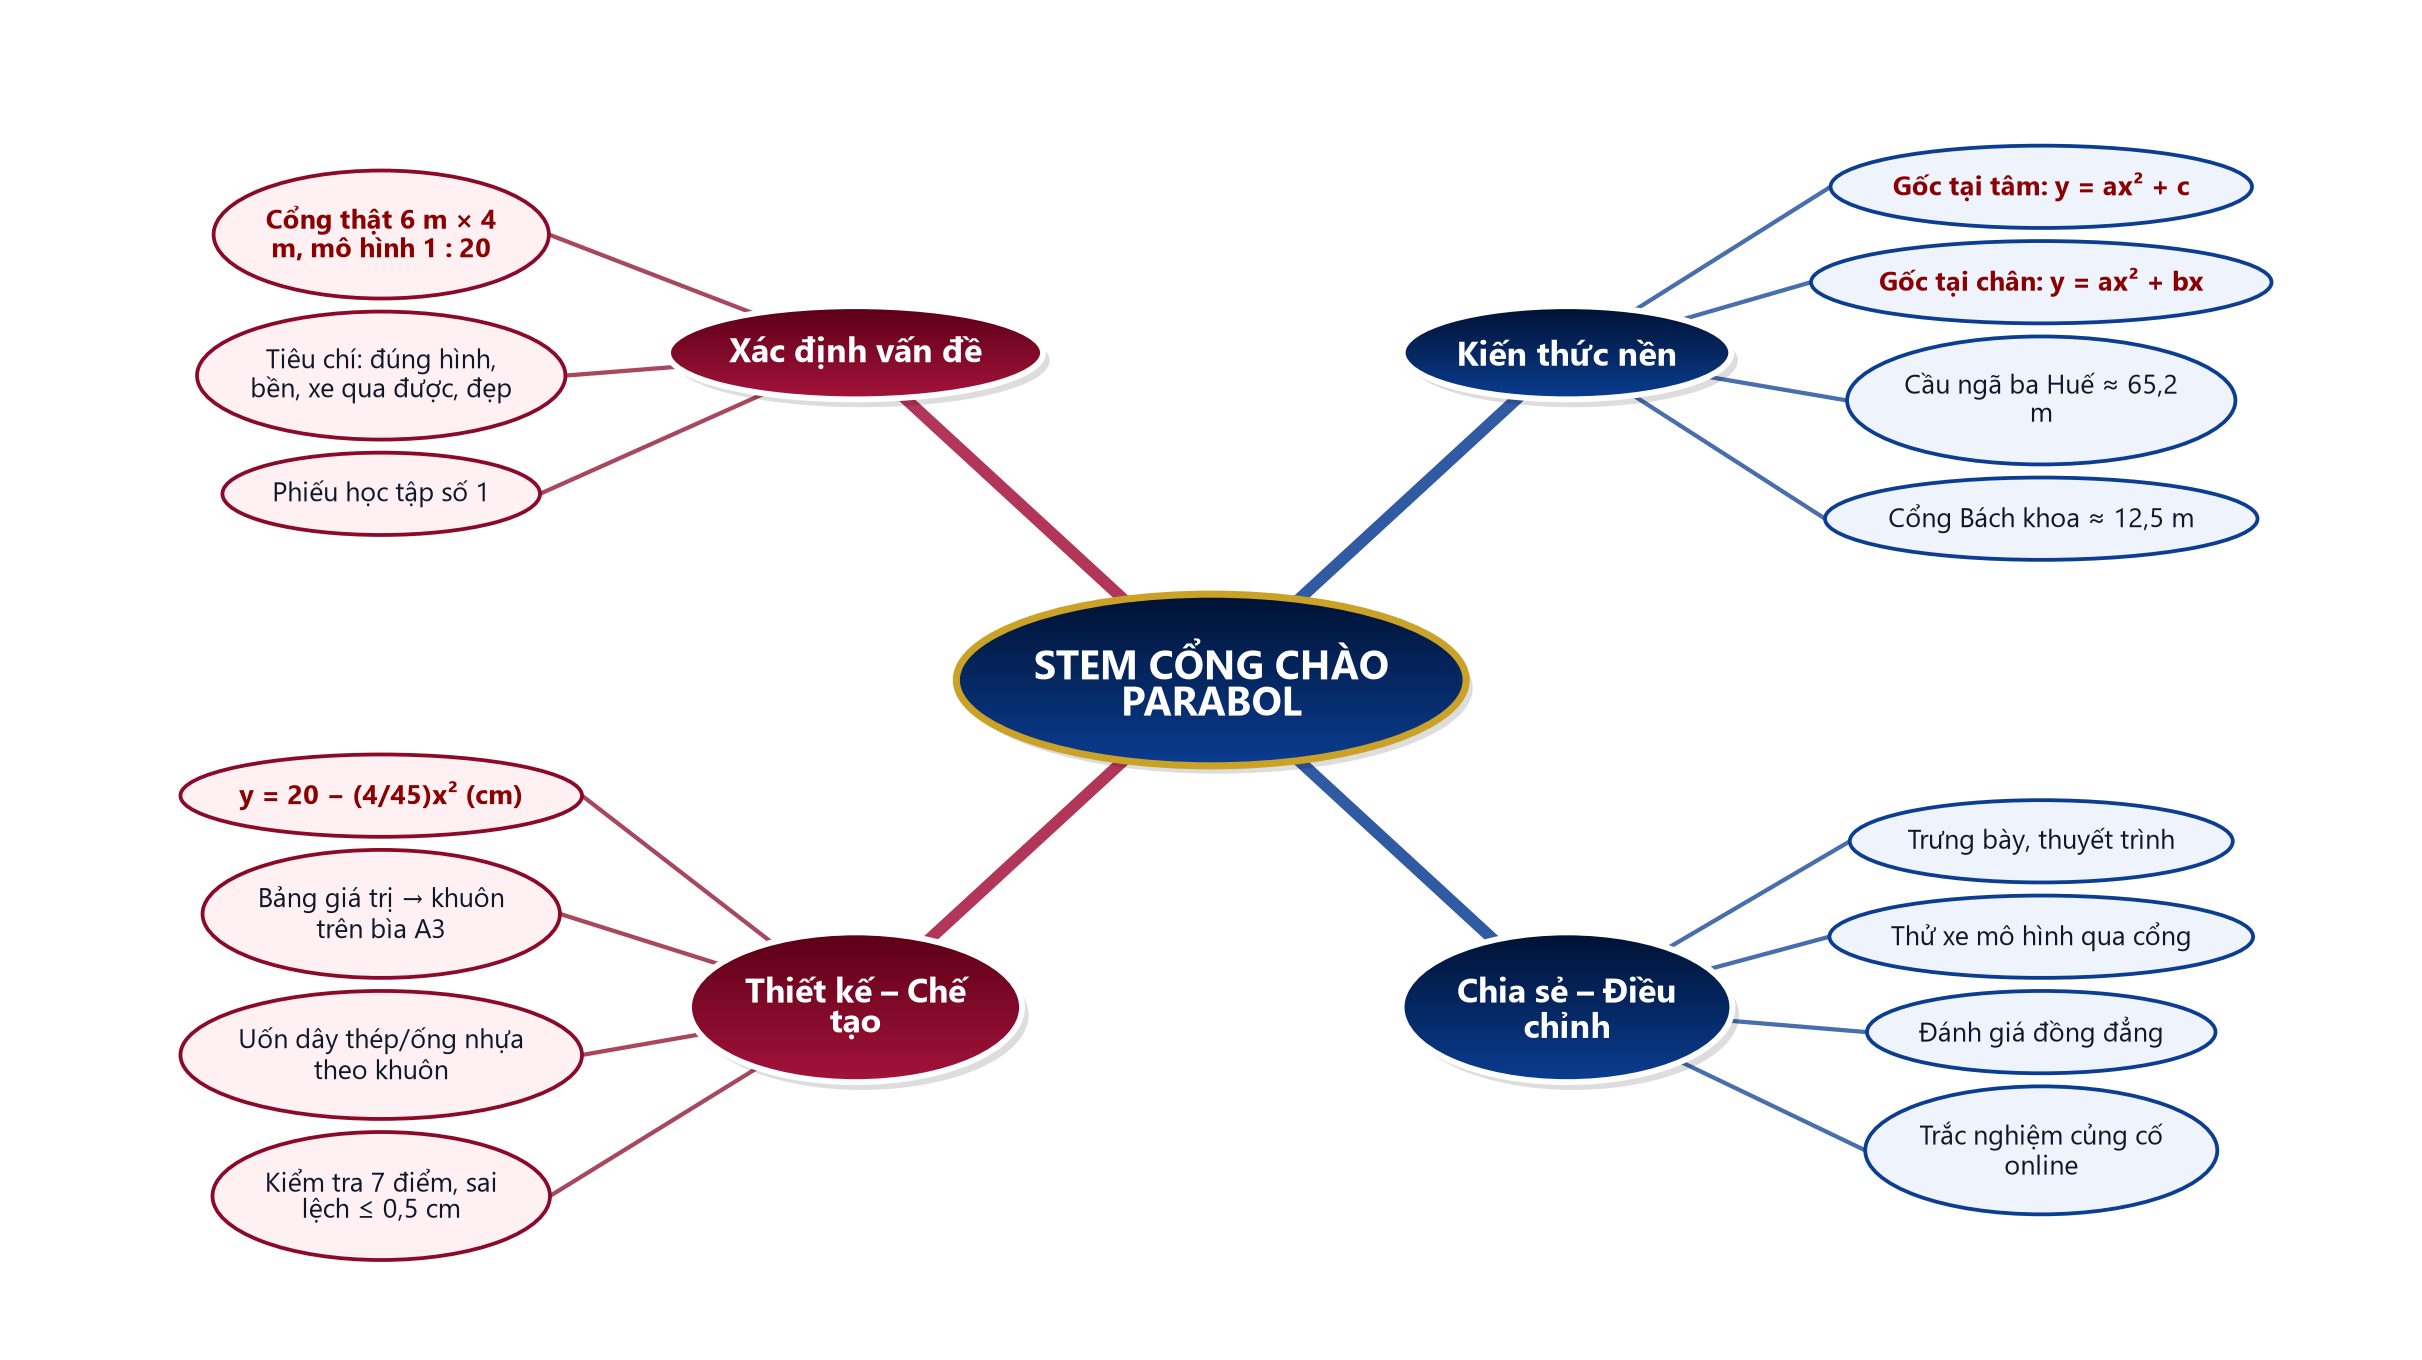 STEM CỔNG CHÀO
PARABOL
Xác định vấn đề
Cổng thật 6 m × 4
m, mô hình 1 : 20
Tiêu chí: đúng hình,
bền, xe qua được, đẹp
Phiếu học tập số 1
Kiến thức nền
Gốc tại tâm: y = ax² + c
Gốc tại chân: y = ax² + bx
Cầu ngã ba Huế ≈ 65,2
m
Cổng Bách khoa ≈ 12,5 m
Thiết kế – Chế
tạo
y = 20 − (4/45)x² (cm)
Bảng giá trị → khuôn
trên bìa A3
Uốn dây thép/ống nhựa
theo khuôn
Kiểm tra 7 điểm, sai
lệch ≤ 0,5 cm
Chia sẻ – Điều
chỉnh
Trưng bày, thuyết trình
Thử xe mô hình qua cổng
Đánh giá đồng đẳng
Trắc nghiệm củng cố
online